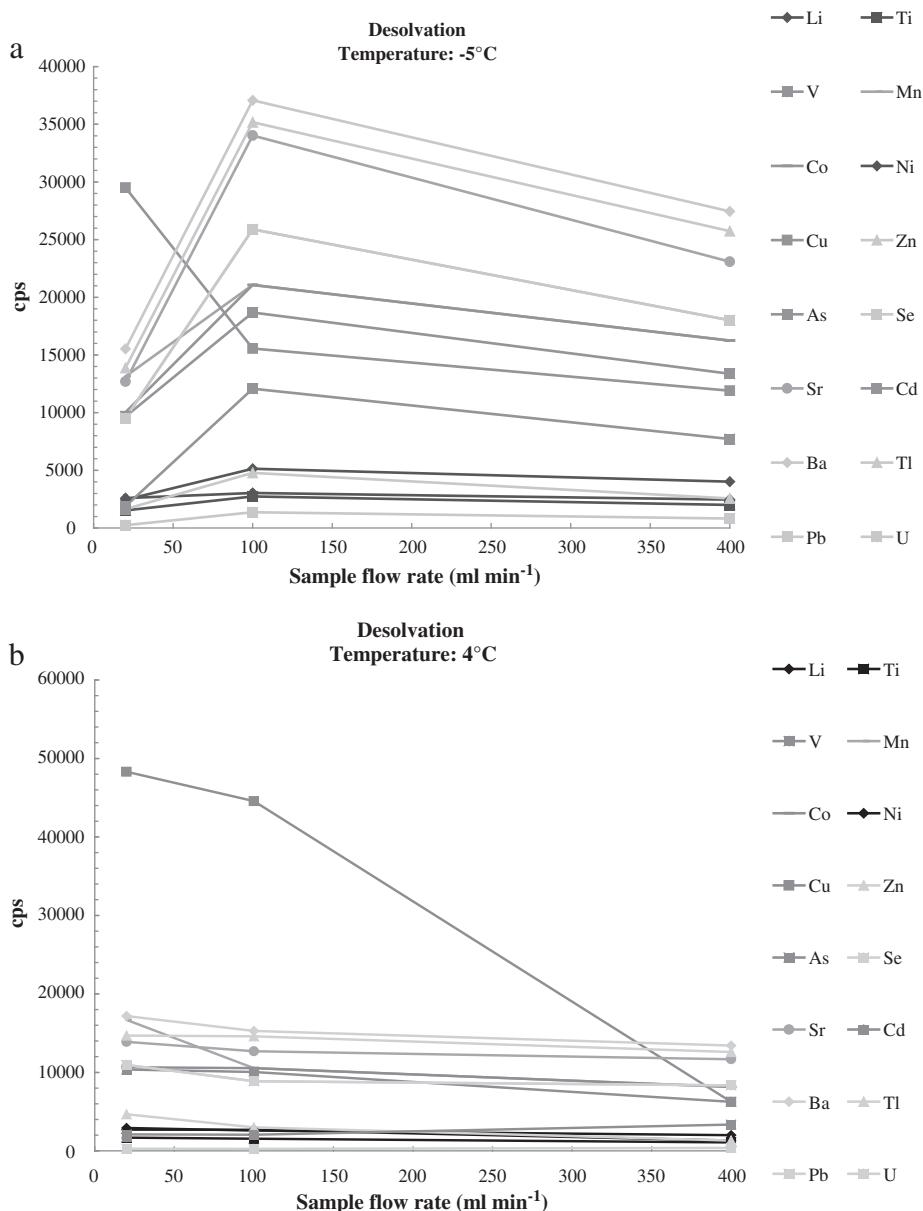 a
Desolvation
Temperature: -5°C
40000
35000
30000
25000
20000
15000
10000
5000
0
cps
0 50 100 150 200 250 300 350 400
Sample flow rate (ml min-1)
Li Ti
V Mn
Co Ni
Cu Zn
As Se
Sr Cd
Ba Tl
Pb U
b
Desolvation
Temperature: 4°C
60000
50000
40000
30000
20000
10000
0
cps
0 50 100 150 200 250 300 350 400
Sample flow rate (ml min-1)
Li Ti
V Mn
Co Ni
Cu Zn
As Se
Sr Cd
Ba Tl
Pb U